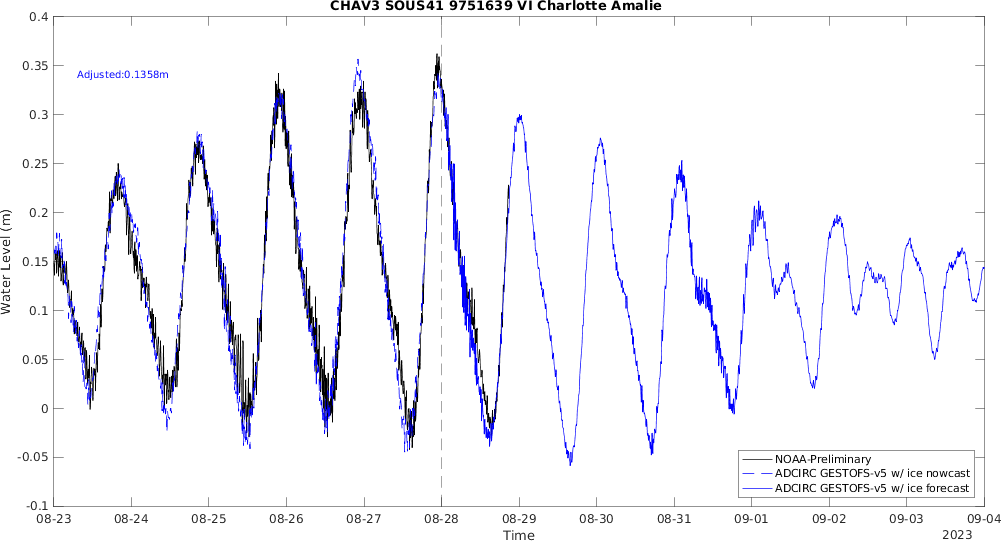 CHAV3 SOUS41 9751639 VI Charlotte Amalie
0.4
0.35
0.3
0.25
0.2
0.15
0.1
0.05
0
-0.05
-0.1
Water Level (m)
Adjusted:0.1358m
NOAA-Preliminary
ADCIRC GESTOFS-v5 w/ ice nowcast
ADCIRC GESTOFS-v5 w/ ice forecast
08-23 08-24 08-25 08-26 08-27 08-28 08-29 08-30 08-31 09-01 09-02 09-03 09-04
Time
2023